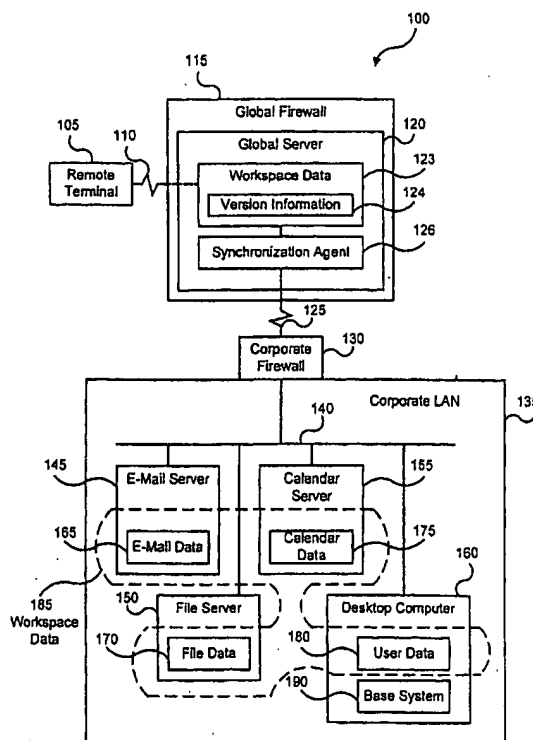 100
115
Global Firewall
120
105
110
Global Server
123
Remote
Terminal
Workspace Data
124
Version Information
126
Synchronization Agent
125
130
Corporate
Firewall
135
Corporate LAN
140
145
155
E-Mail Server
Calendar
Server
165
E-Mail Data
Calendar
Data
175
160
185
Workspace
Data
150
File Server
Desktop Computer
170
File Data
180
User Data
190
Base System